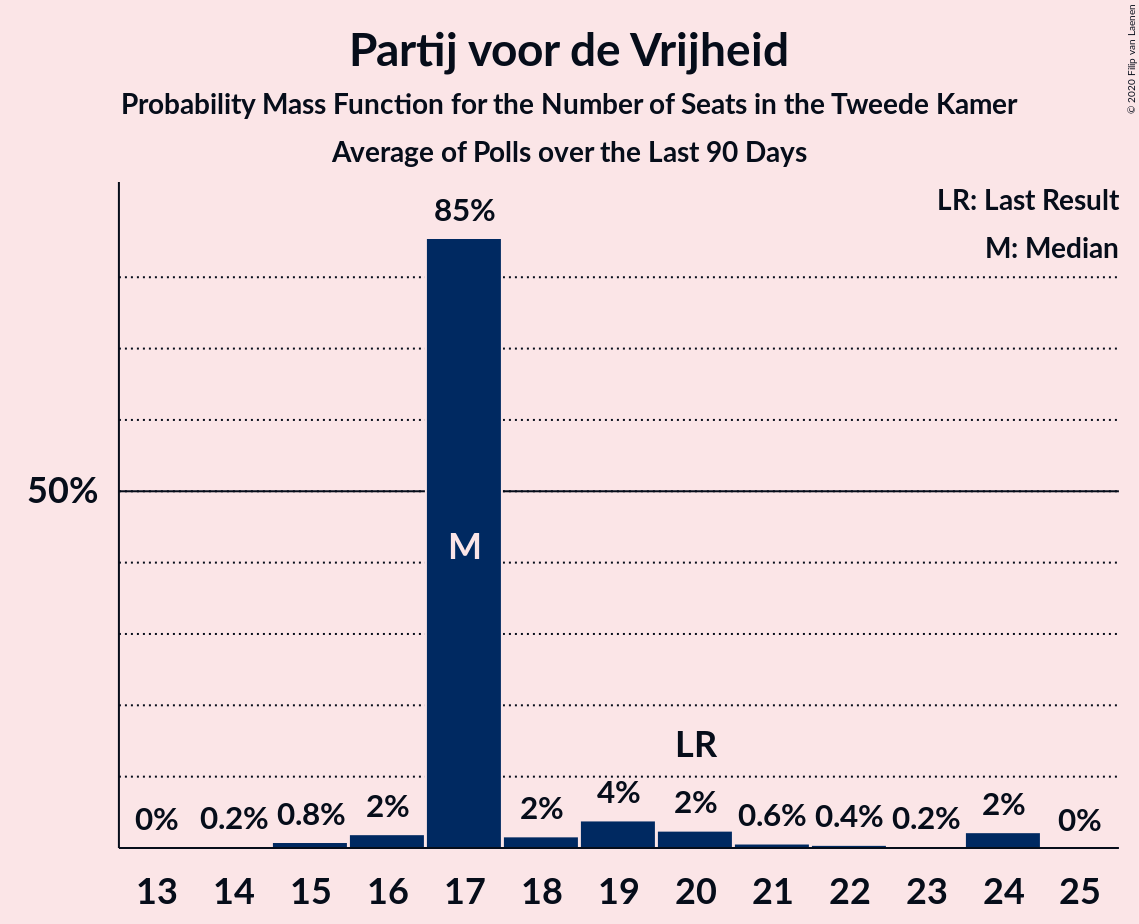 Partij voor de Vrijheid
Probability Mass Function for the Number of Seats in the Tweede Kamer
Average of Polls over the Last 90 Days
© 2020 Filip van Laenen
LR: Last Result
M: Median
85%
50%
M
LR
0% 0.2% 0.8% 2% 2% 4% 2% 0.6% 0.4% 0.2% 2% 0%
13 14 15 16 17 18 19 20 21 22 23 24 25